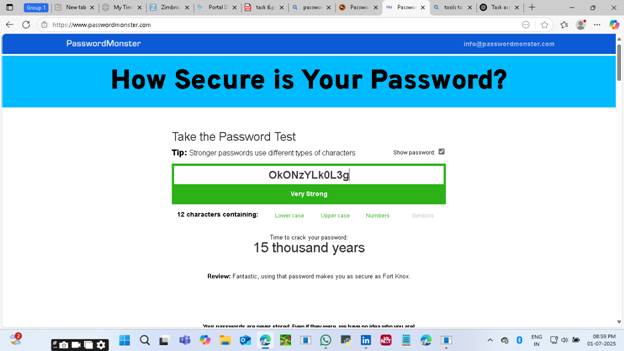 Group 1 New tab My Tim Zimbra Portal D task 6.p passwor Passwo Passwo tools to Task ac
https://www.passwordmonster.com
PasswordMonster info@passwordmonster.com
How Secure is Your Password?
Take the Password Test
Tip: Stronger passwords use different types of characters Show password:
OkONzYLk0L3g
Very Strong
12 characters containing: Lower case Upper case Numbers Symbols
Time to crack your password:
15 thousand years
Review: Fantastic, using that password makes you as secure as Fort Knox.
Your passwords are never stored. Even if they were, we have no idea who you are!
ENG 08:59 PM
IN 01-07-2025